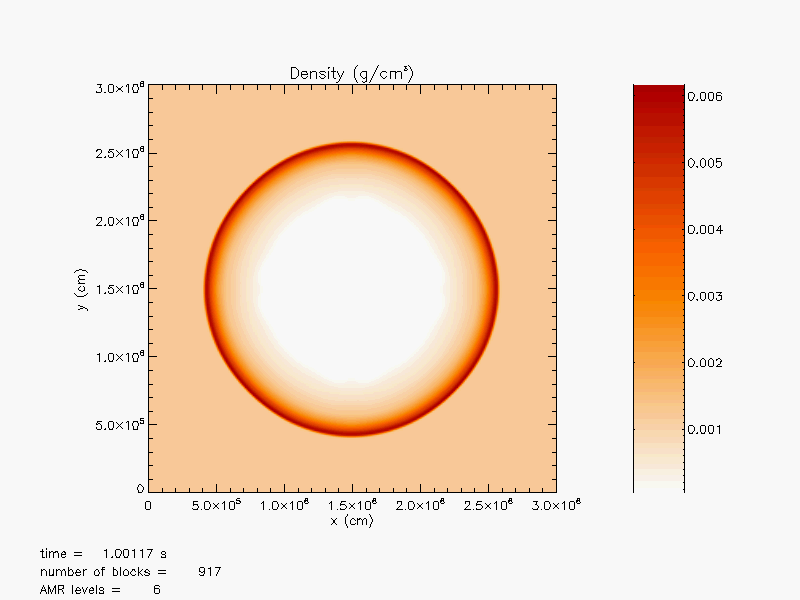 Density (g/cm³)
3.0×10⁶
2.5×10⁶
2.0×10⁶
1.5×10⁶
1.0×10⁶
5.0×10⁵
0
y (cm)
0 5.0×10⁵ 1.0×10⁶ 1.5×10⁶ 2.0×10⁶ 2.5×10⁶ 3.0×10⁶
x (cm)
0.006
0.005
0.004
0.003
0.002
0.001
time = 1.00117 s
number of blocks = 917
AMR levels = 6